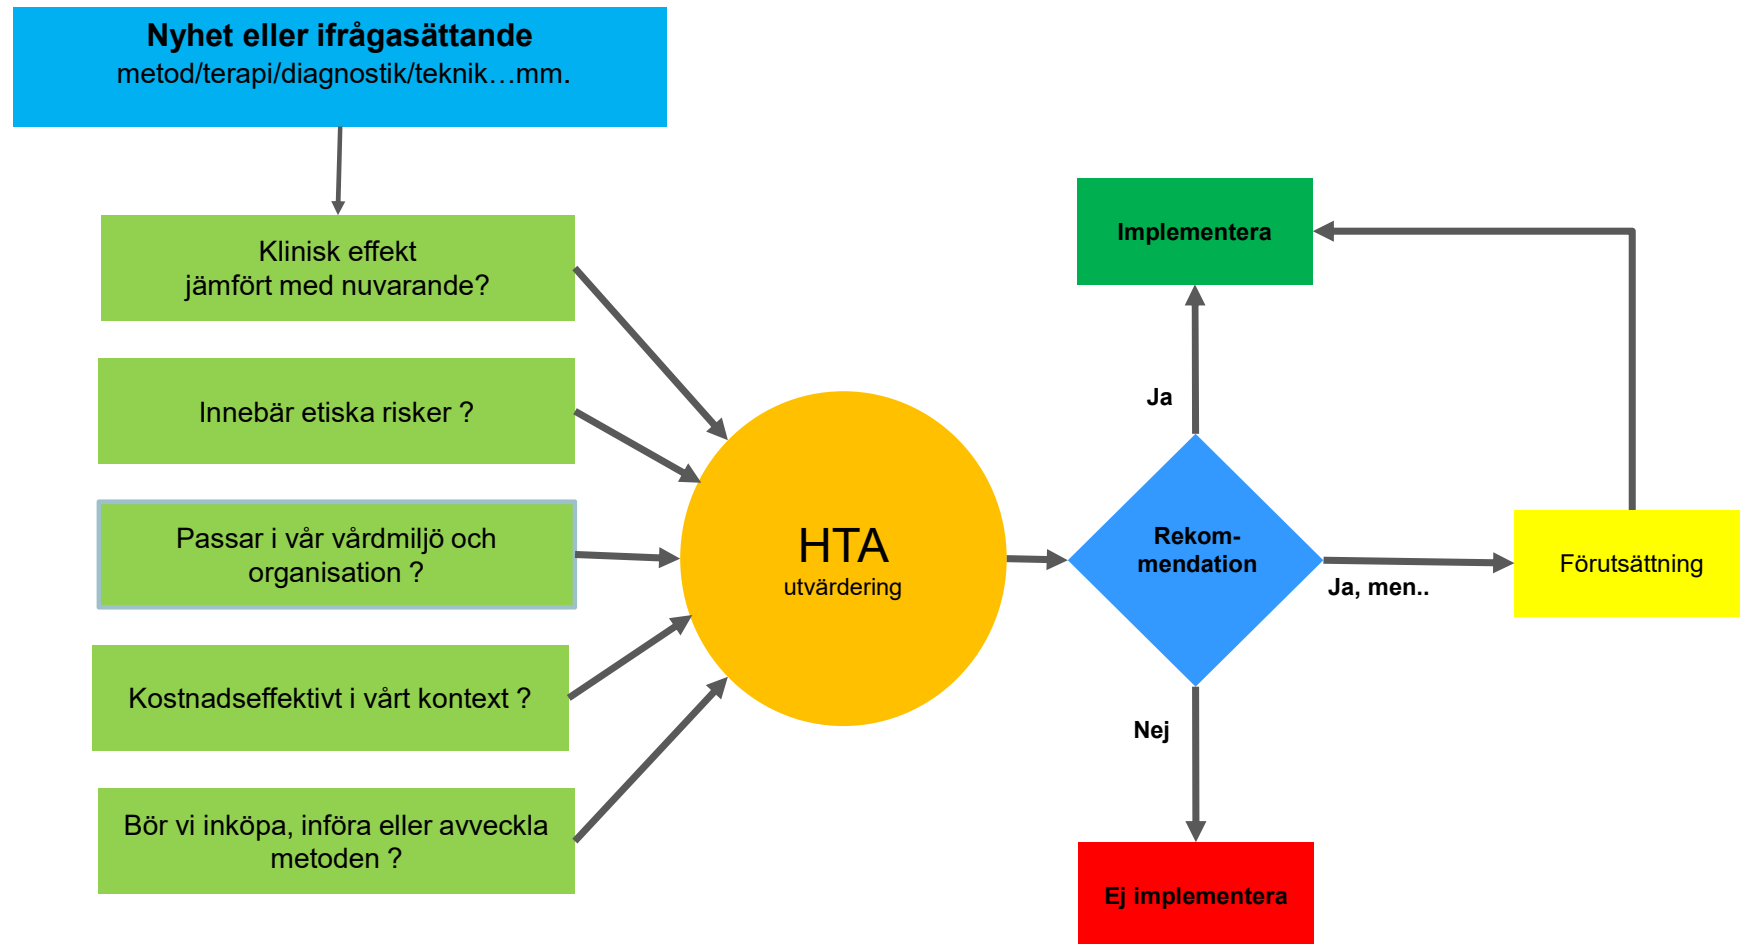 Nyhet eller ifrågasättande
metod/terapi/diagnostik/teknik…mm.
Klinisk effekt
jämfört med nuvarande?
Innebär etiska risker ?
Passar i vår vårdmiljö och
organisation ?
Kostnadseffektivt i vårt kontext ?
Bör vi inköpa, införa eller avveckla
metoden ?
HTA
utvärdering
Implementera
Ja
Rekom-
mendation
Ja, men..
Förutsättning
Nej
Ej implementera